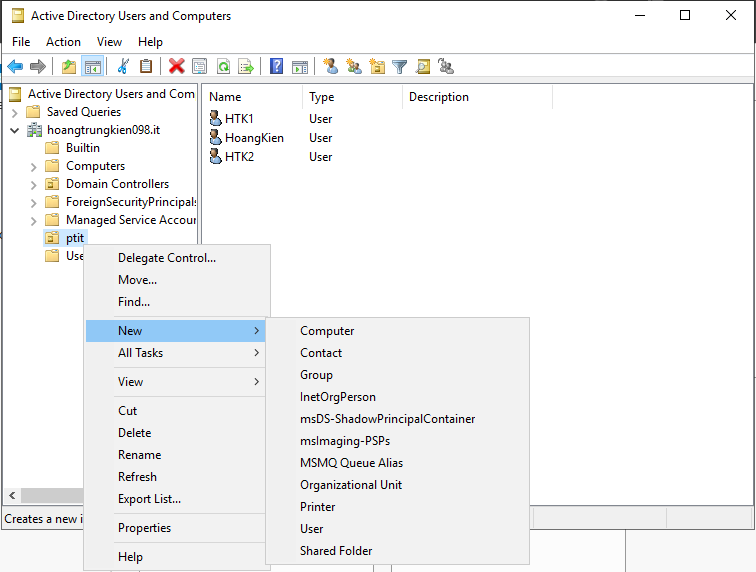 Active Directory Users and Computers
File Action View Help
Active Directory Users and Com
Saved Queries
hoangtrungkien098.it
Builtin
Computers
Domain Controllers
ForeignSecurityPrincipals
Managed Service Accour
ptit
Use
Name Type Description
HTK1 User
HoangKien User
HTK2 User
Delegate Control...
Move...
Find...
New
All Tasks
View
Cut
Delete
Rename
Refresh
Export List...
Properties
Help
Computer
Contact
Group
InetOrgPerson
msDS-ShadowPrincipalContainer
msImaging-PSPs
MSMQ Queue Alias
Organizational Unit
Printer
User
Shared Folder
Creates a new i